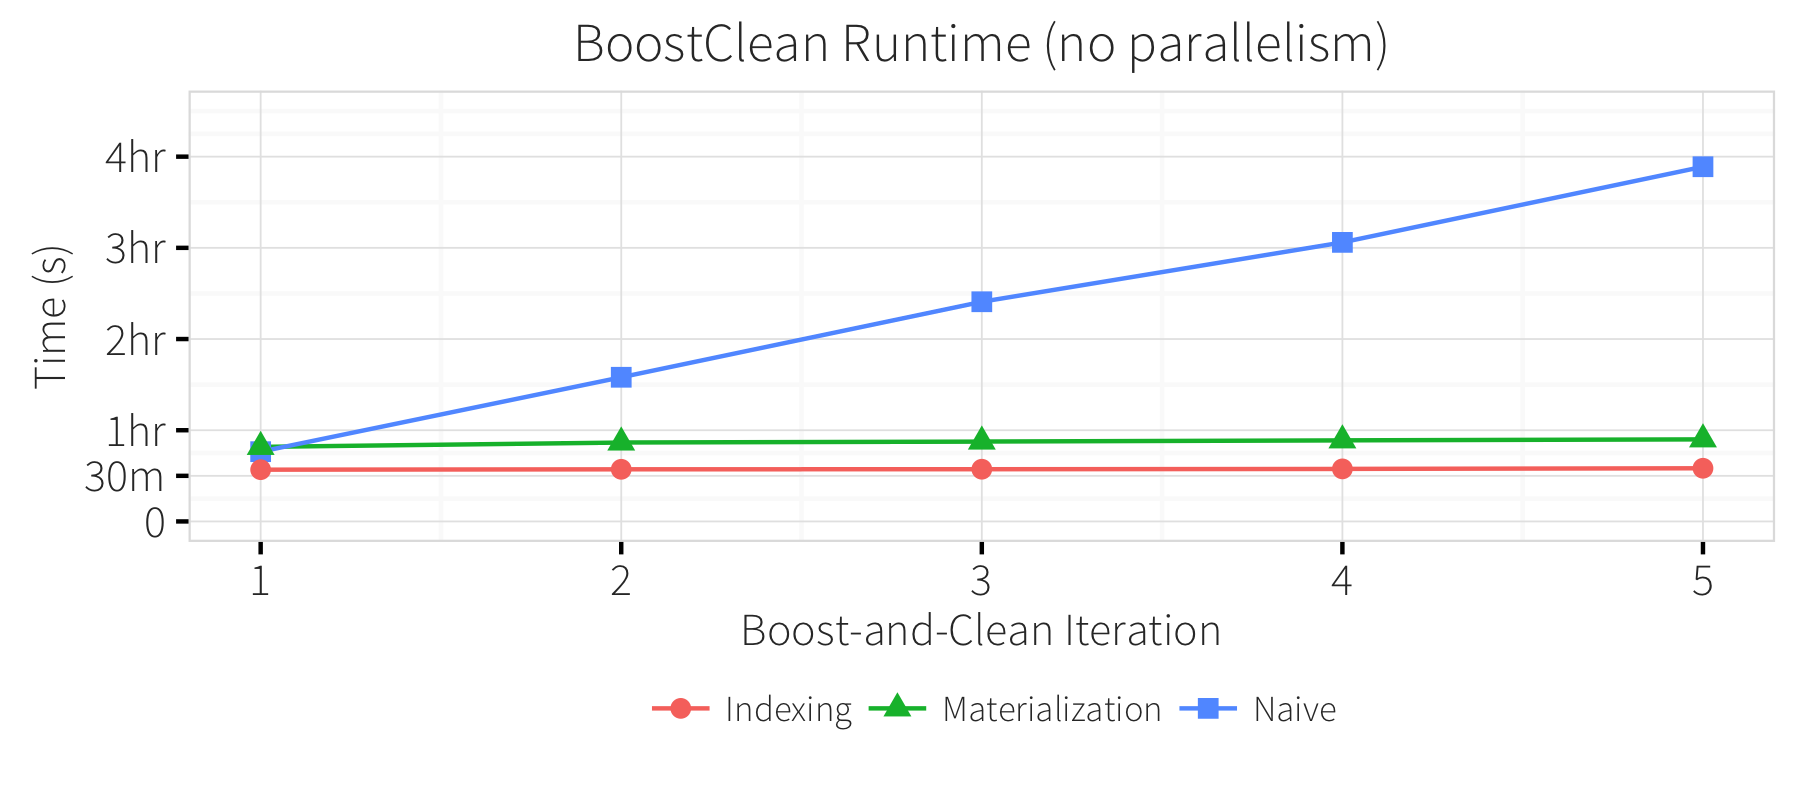 BoostClean Runtime (no parallelism)
Time (s)
4hr
3hr
2hr
1hr
30m
0
1 2 3 4 5
Boost-and-Clean Iteration
Indexing Materialization Naive